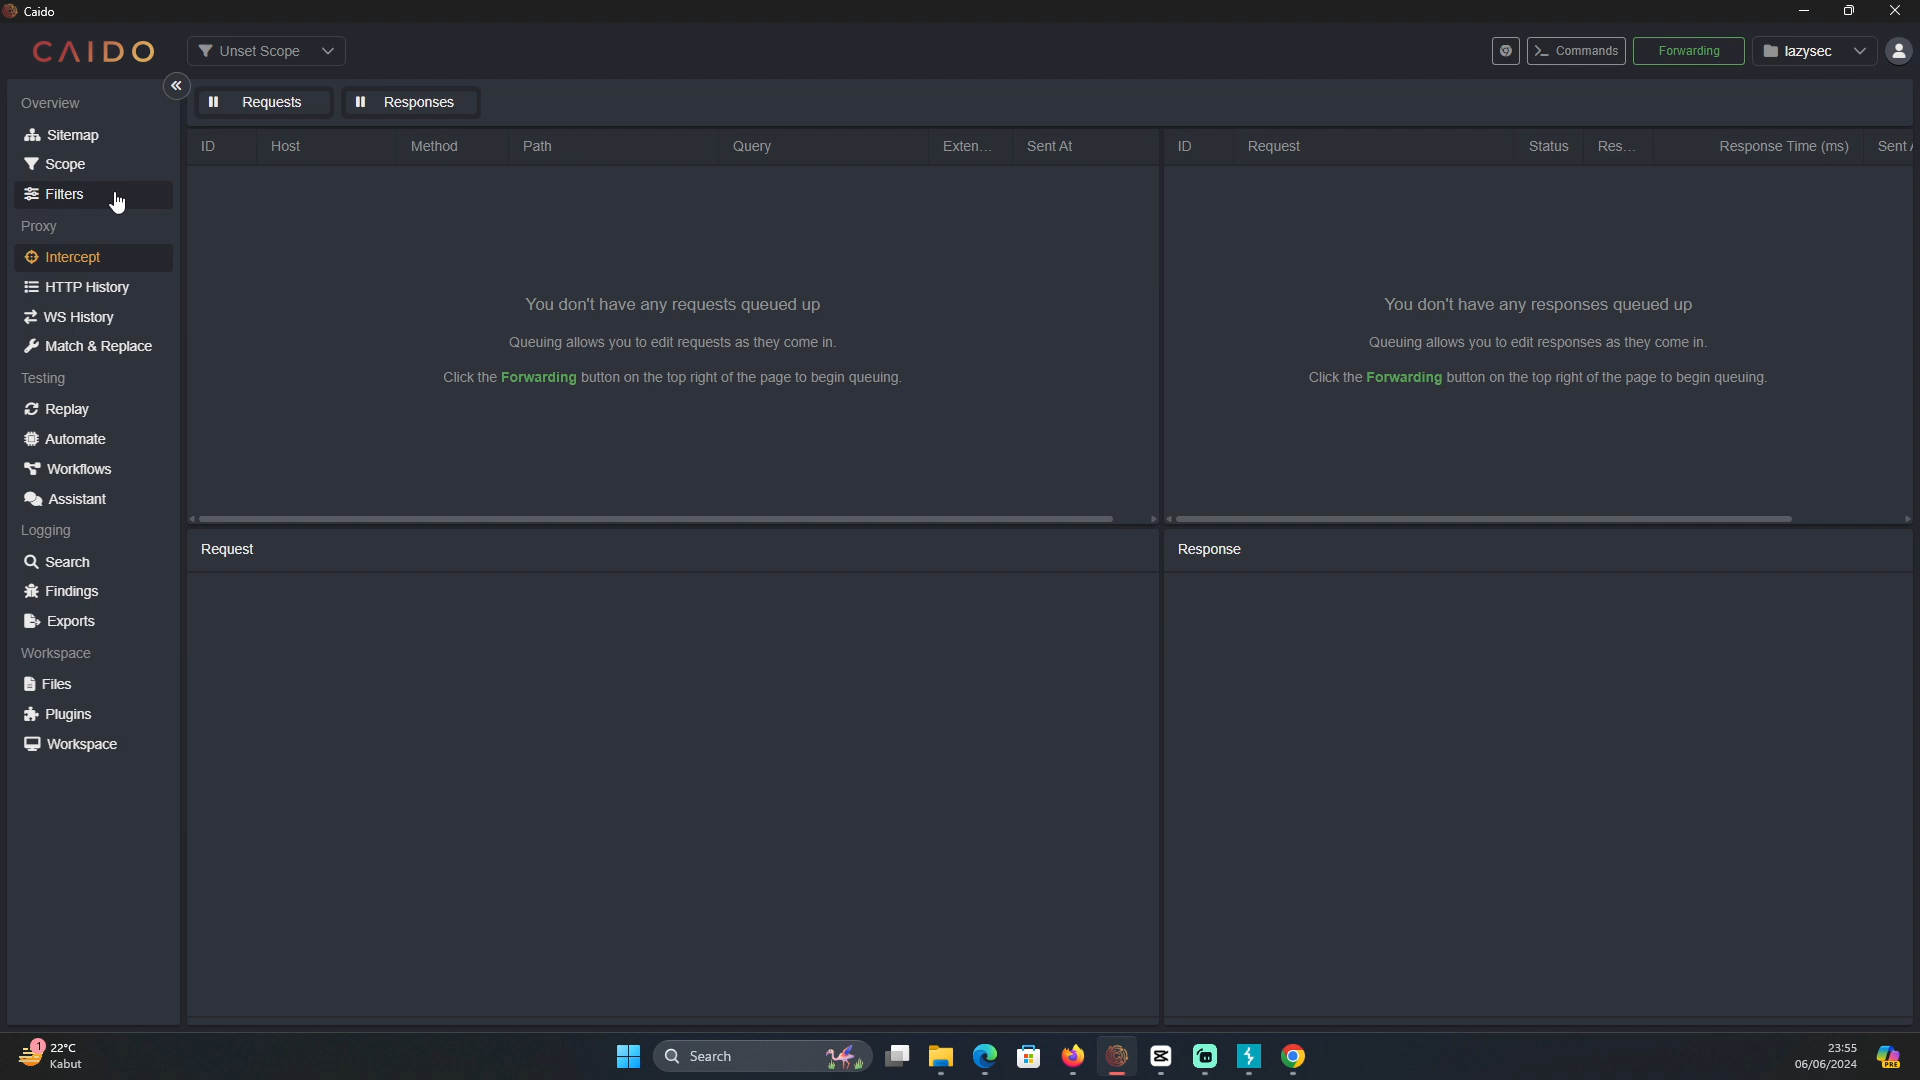 Caido
CAIDO
Unset Scope
Commands
Forwarding
lazysec
Overview
Sitemap
Scope
Filters
Proxy
Intercept
HTTP History
WS History
Match & Replace
Testing
Replay
Automate
Workflows
Assistant
Logging
Search
Findings
Exports
Workspace
Files
Plugins
Workspace
Requests
Responses
ID Host Method Path Query Exten... Sent At
You don't have any requests queued up
Queuing allows you to edit requests as they come in.
Click the Forwarding button on the top right of the page to begin queuing.
Request
ID Request Status Res... Response Time (ms) Sent A
You don't have any responses queued up
Queuing allows you to edit responses as they come in.
Click the Forwarding button on the top right of the page to begin queuing.
Response
1
22°C
Kabut
Search
23:55
06/06/2024
PRE